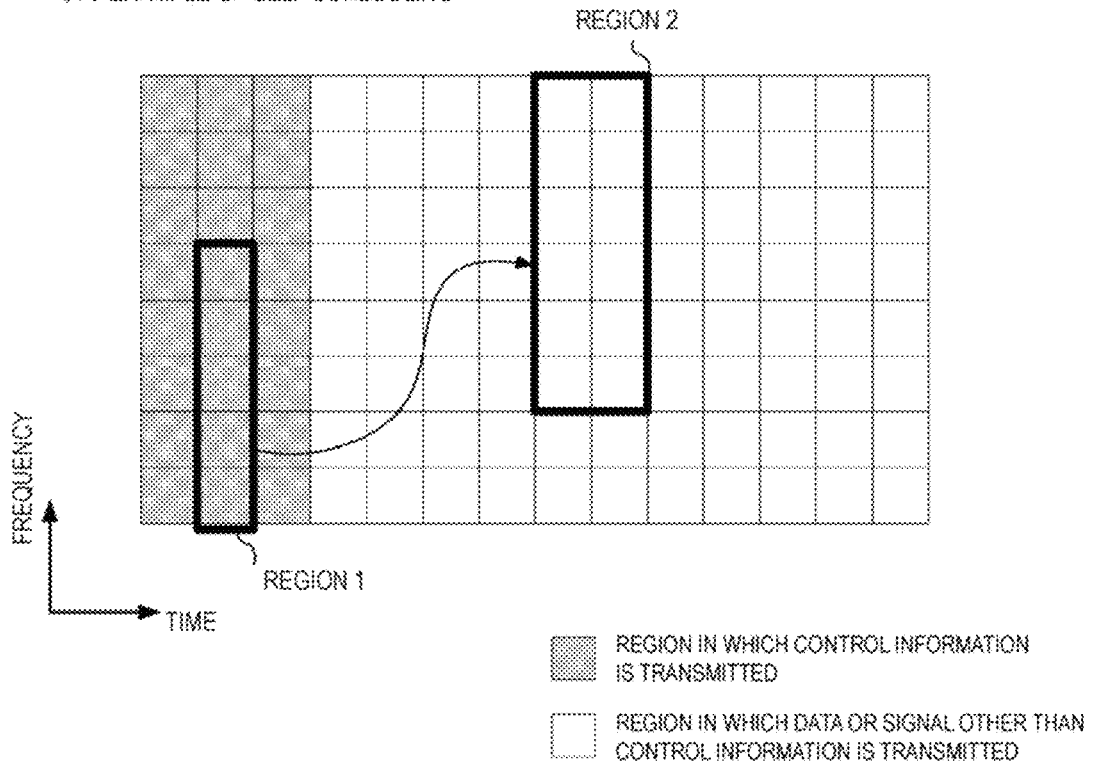 REGION 2
FREQUENCY
REGION 1
TIME
REGION IN WHICH CONTROL INFORMATION
IS TRANSMITTED
REGION IN WHICH DATA OR SIGNAL OTHER THAN
CONTROL INFORMATION IS TRANSMITTED